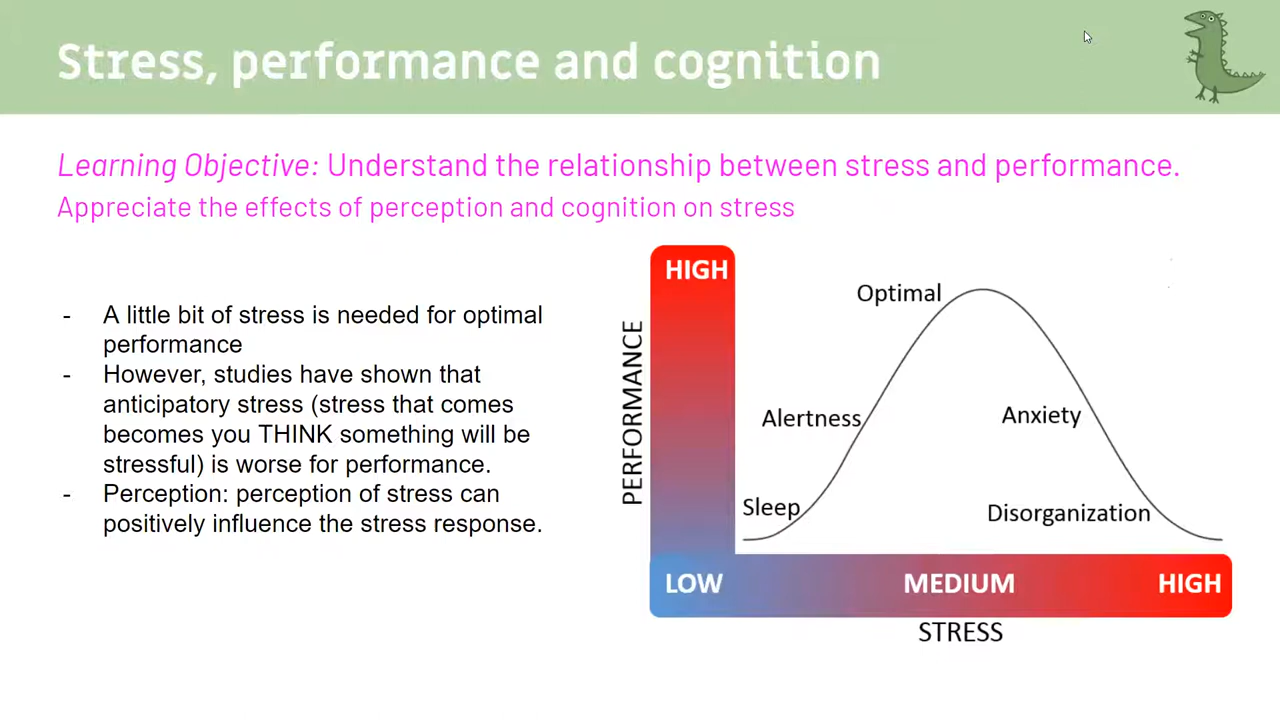 Stress, performance and cognition
Learning Objective: Understand the relationship between stress and performance.
Appreciate the effects of perception and cognition on stress
- A little bit of stress is needed for optimal
performance
- However, studies have shown that
anticipatory stress (stress that comes
becomes you THINK something will be
stressful) is worse for performance.
- Perception: perception of stress can
positively influence the stress response.
HIGH
PERFORMANCE
Optimal
Alertness
Anxiety
Sleep
Disorganization
LOW
MEDIUM
HIGH
STRESS